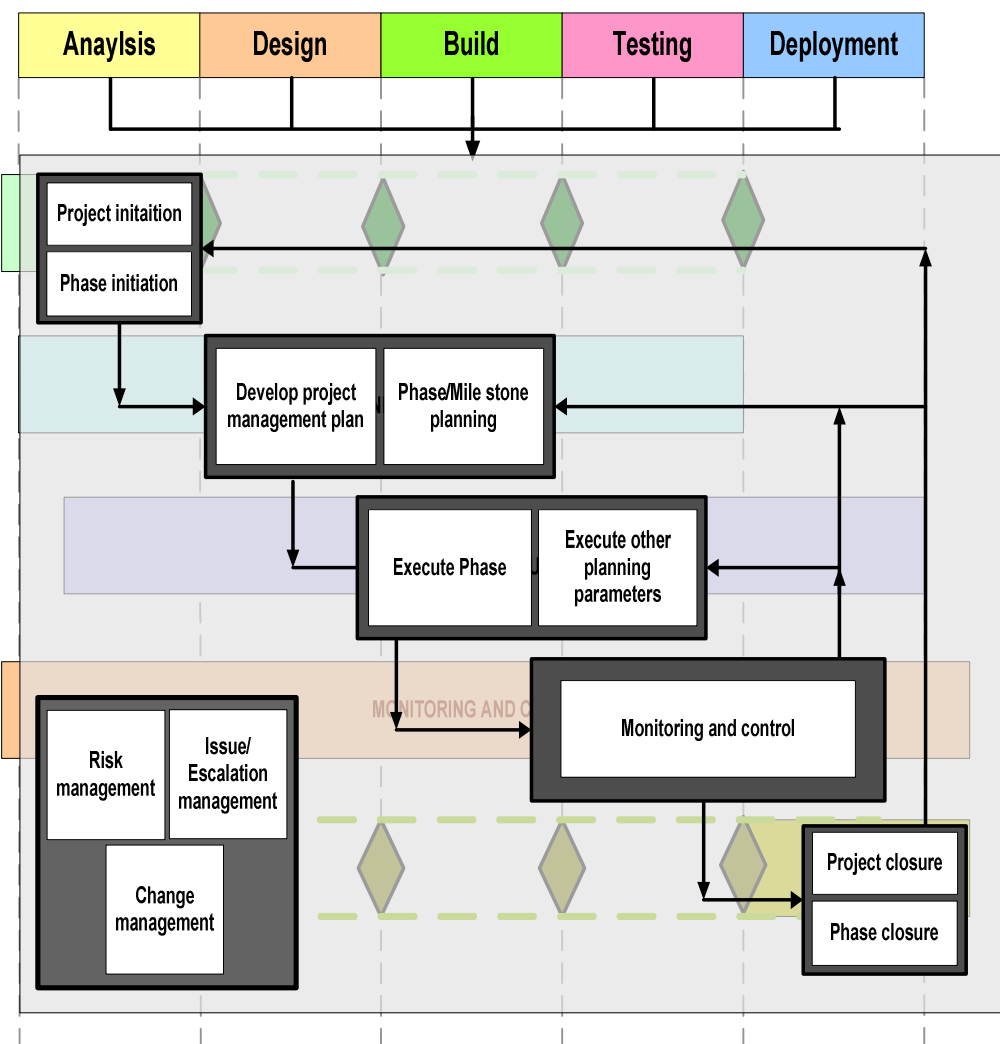 Anaylsis
Design
Build
Testing
Deployment
Project initaition
Phase initiation
Develop project
management plan
Phase/Mile stone
planning
Execute Phase
Execute other
planning
parameters
MONITORING AND C
Monitoring and control
Risk
management
Issue/
Escalation
management
Change
management
Project closure
Phase closure